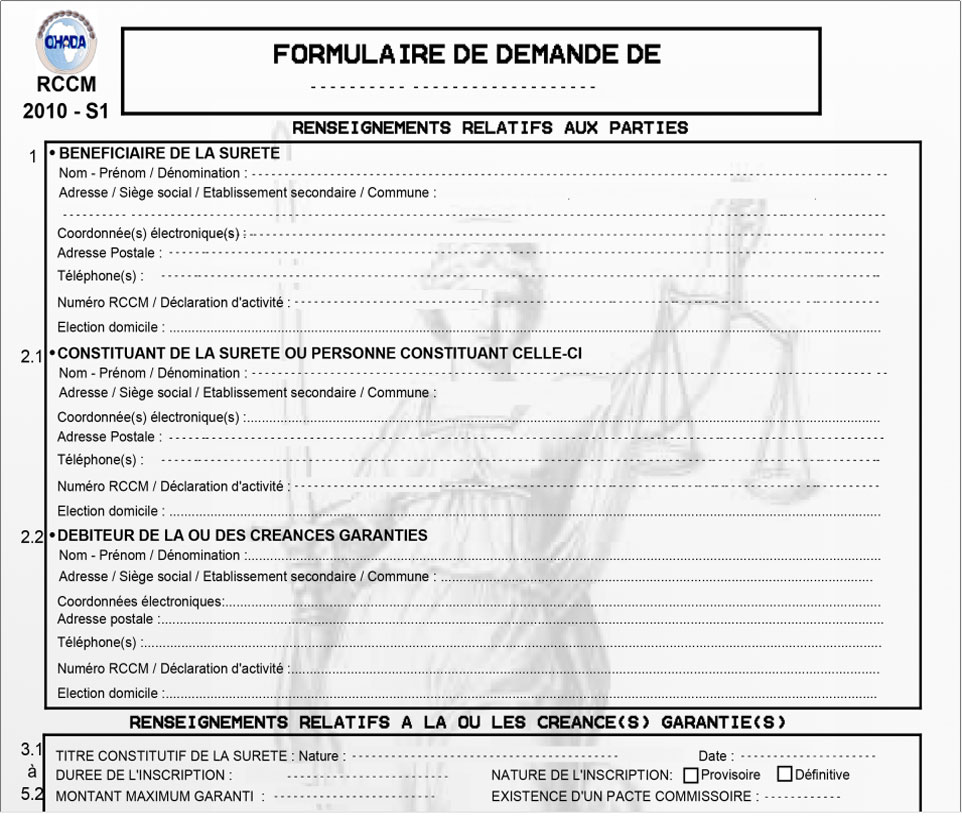 OHADA
RCCM
2010 - S1
FORMULAIRE DE DEMANDE DE
RENSEIGNEMENTS RELATIFS AUX PARTIES
1 • BENEFICIAIRE DE LA SURETE
Nom - Prénom / Dénomination :
Adresse / Siège social / Etablissement secondaire / Commune :
Coordonnée(s) électronique(s) :
Adresse Postale :
Téléphone(s) :
Numéro RCCM / Déclaration d'activité :
Election domicile :
2.1 • CONSTITUANT DE LA SURETE OU PERSONNE CONSTITUANT CELLE-CI
Nom - Prénom / Dénomination :
Adresse / Siège social / Etablissement secondaire / Commune :
Coordonnée(s) électronique(s) :
Adresse Postale :
Téléphone(s) :
Numéro RCCM / Déclaration d'activité :
Election domicile :
2.2 • DEBITEUR DE LA OU DES CREANCES GARANTIES
Nom - Prénom / Dénomination :
Adresse / Siège social / Etablissement secondaire / Commune :
Coordonnées électroniques:
Adresse postale :
Téléphone(s) :
Numéro RCCM / Déclaration d'activité :
Election domicile :
RENSEIGNEMENTS RELATIFS A LA OU LES CREANCE(S) GARANTIE(S)
3.1 TITRE CONSTITUTIF DE LA SURETE : Nature : Date :
à DUREE DE L'INSCRIPTION : NATURE DE L'INSCRIPTION: Provisoire Définitive
5.2 MONTANT MAXIMUM GARANTI : EXISTENCE D'UN PACTE COMMISSOIRE :